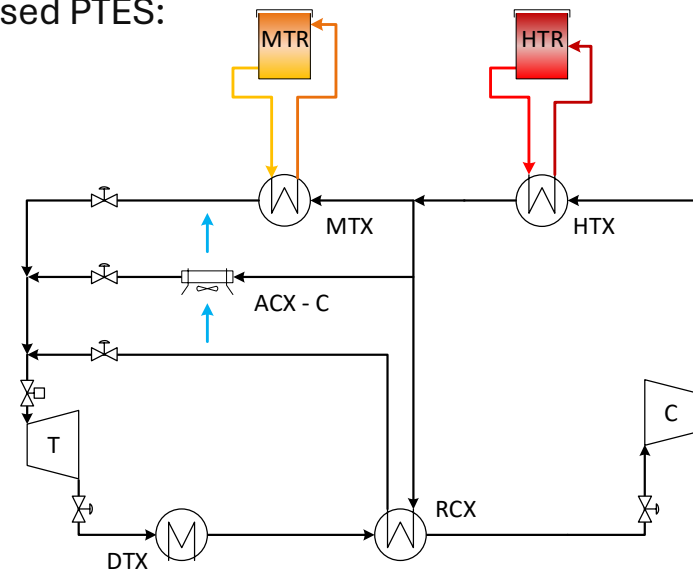 sed PTES:
MTR
HTR
MTX
HTX
ACX - C
T
C
RCX
DTX